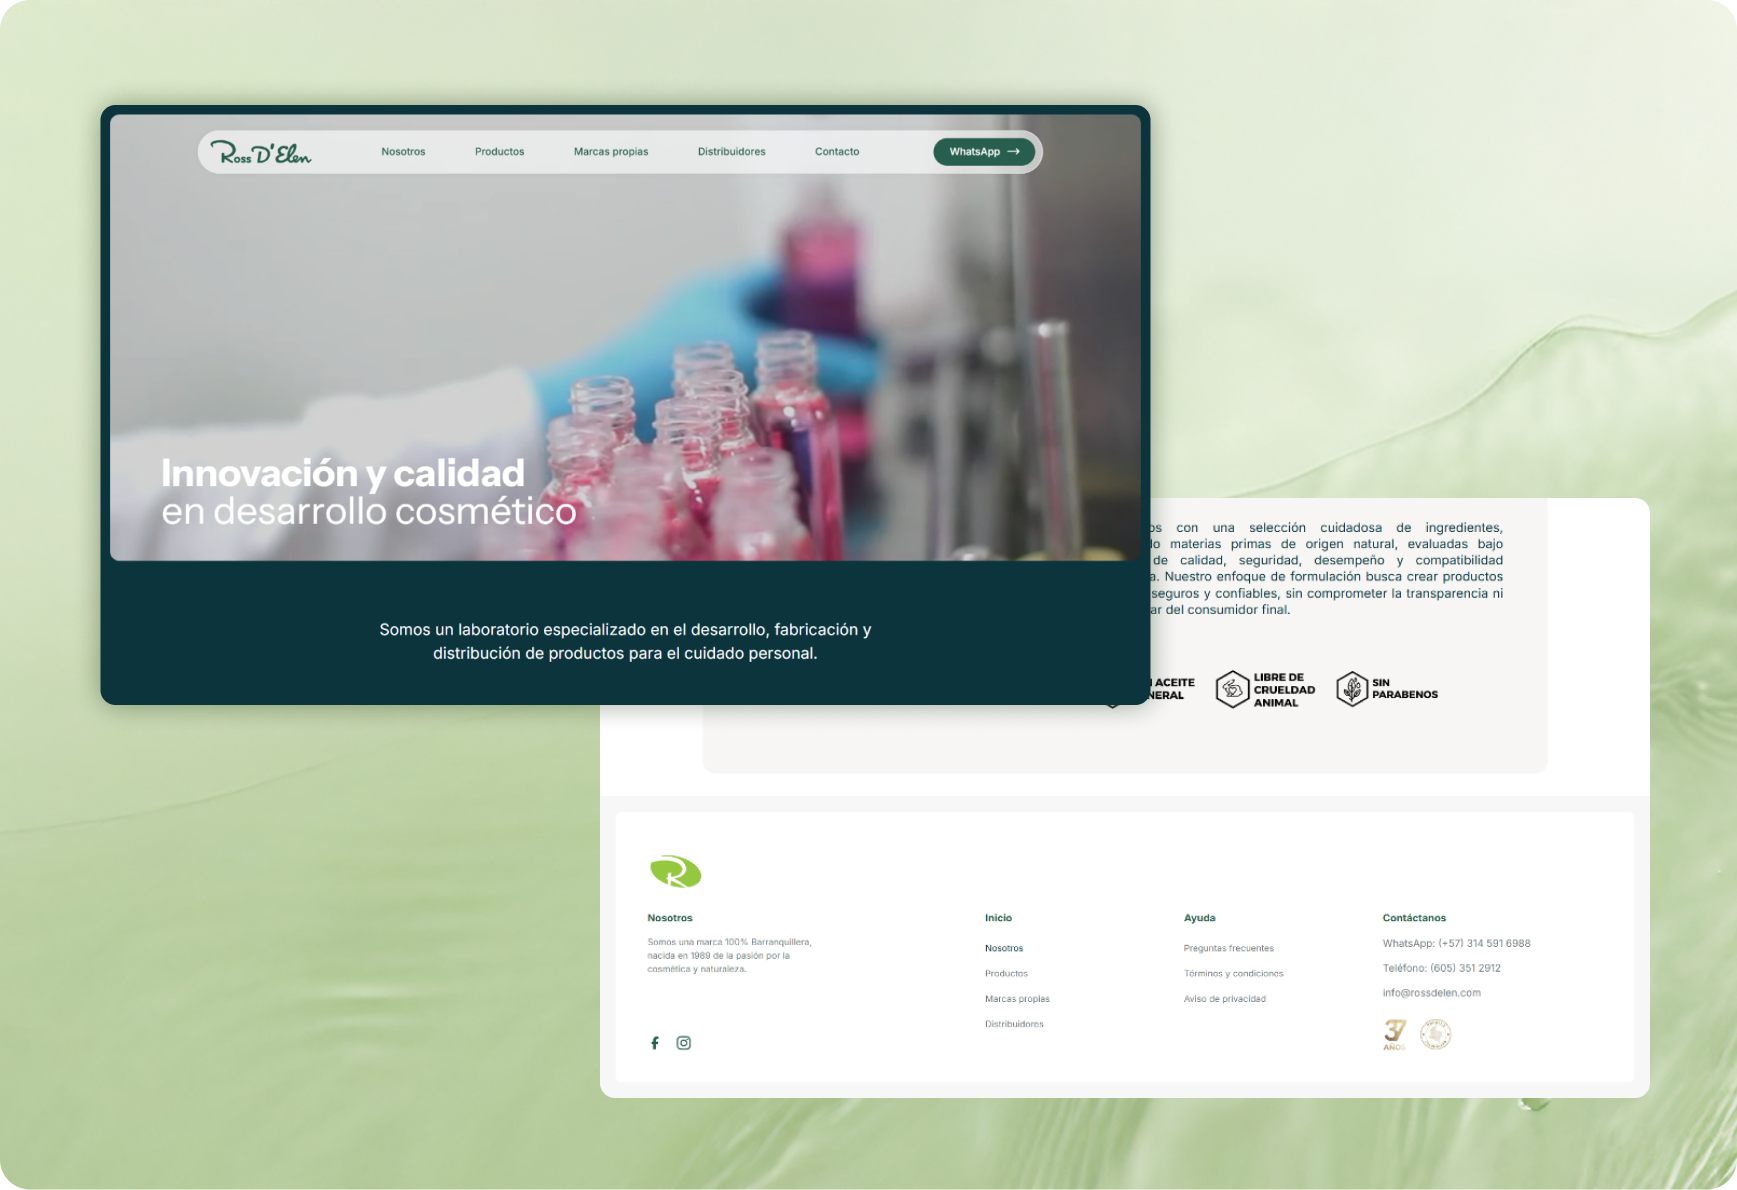 Ross D'Elen
Nosotros
Productos
Marcas propias
Distribuidores
Contacto
WhatsApp →
Innovación y calidad
en desarrollo cosmético
Somos un laboratorio especializado en el desarrollo, fabricación y
distribución de productos para el cuidado personal.
con una selección cuidadosa de ingredientes,
materias primas de origen natural, evaluadas bajo
de calidad, seguridad, desempeño y compatibilidad
Nuestro enfoque de formulación busca crear productos
seguros y confiables, sin comprometer la transparencia ni
del consumidor final.
ACEITE
LIBRE DE
CRUELDAD
ANIMAL
SIN
PARABENOS
R
Nosotros
Somos una marca 100% Barranquillera,
nacida en 1989 de la pasión por la
cosmética y naturaleza.
Inicio
Nosotros
Productos
Marcas propias
Distribuidores
Ayuda
Preguntas frecuentes
Términos y condiciones
Aviso de privacidad
Contáctanos
WhatsApp: (+57) 314 591 6988
Teléfono: (605) 351 2912
info@rossdelen.com
37
AÑOS